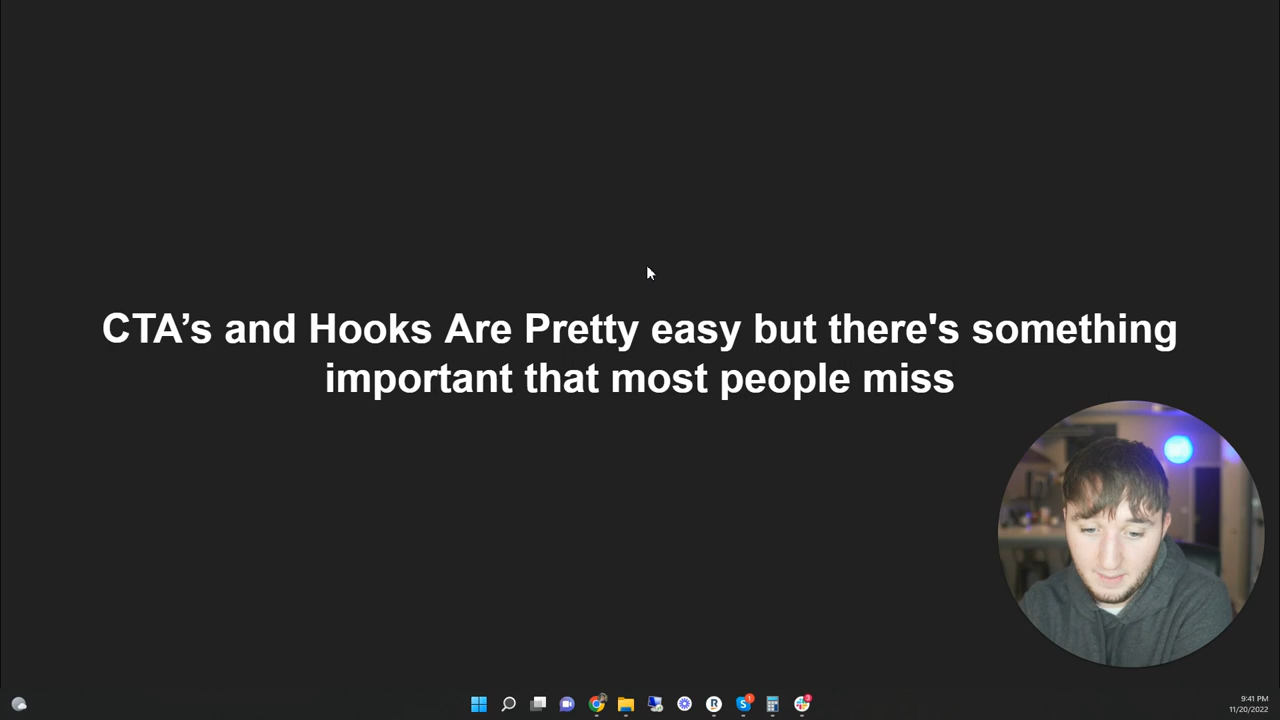 CTA’s and Hooks Are Pretty easy but there's something
important that most people miss
9:41 PM
11/20/2022